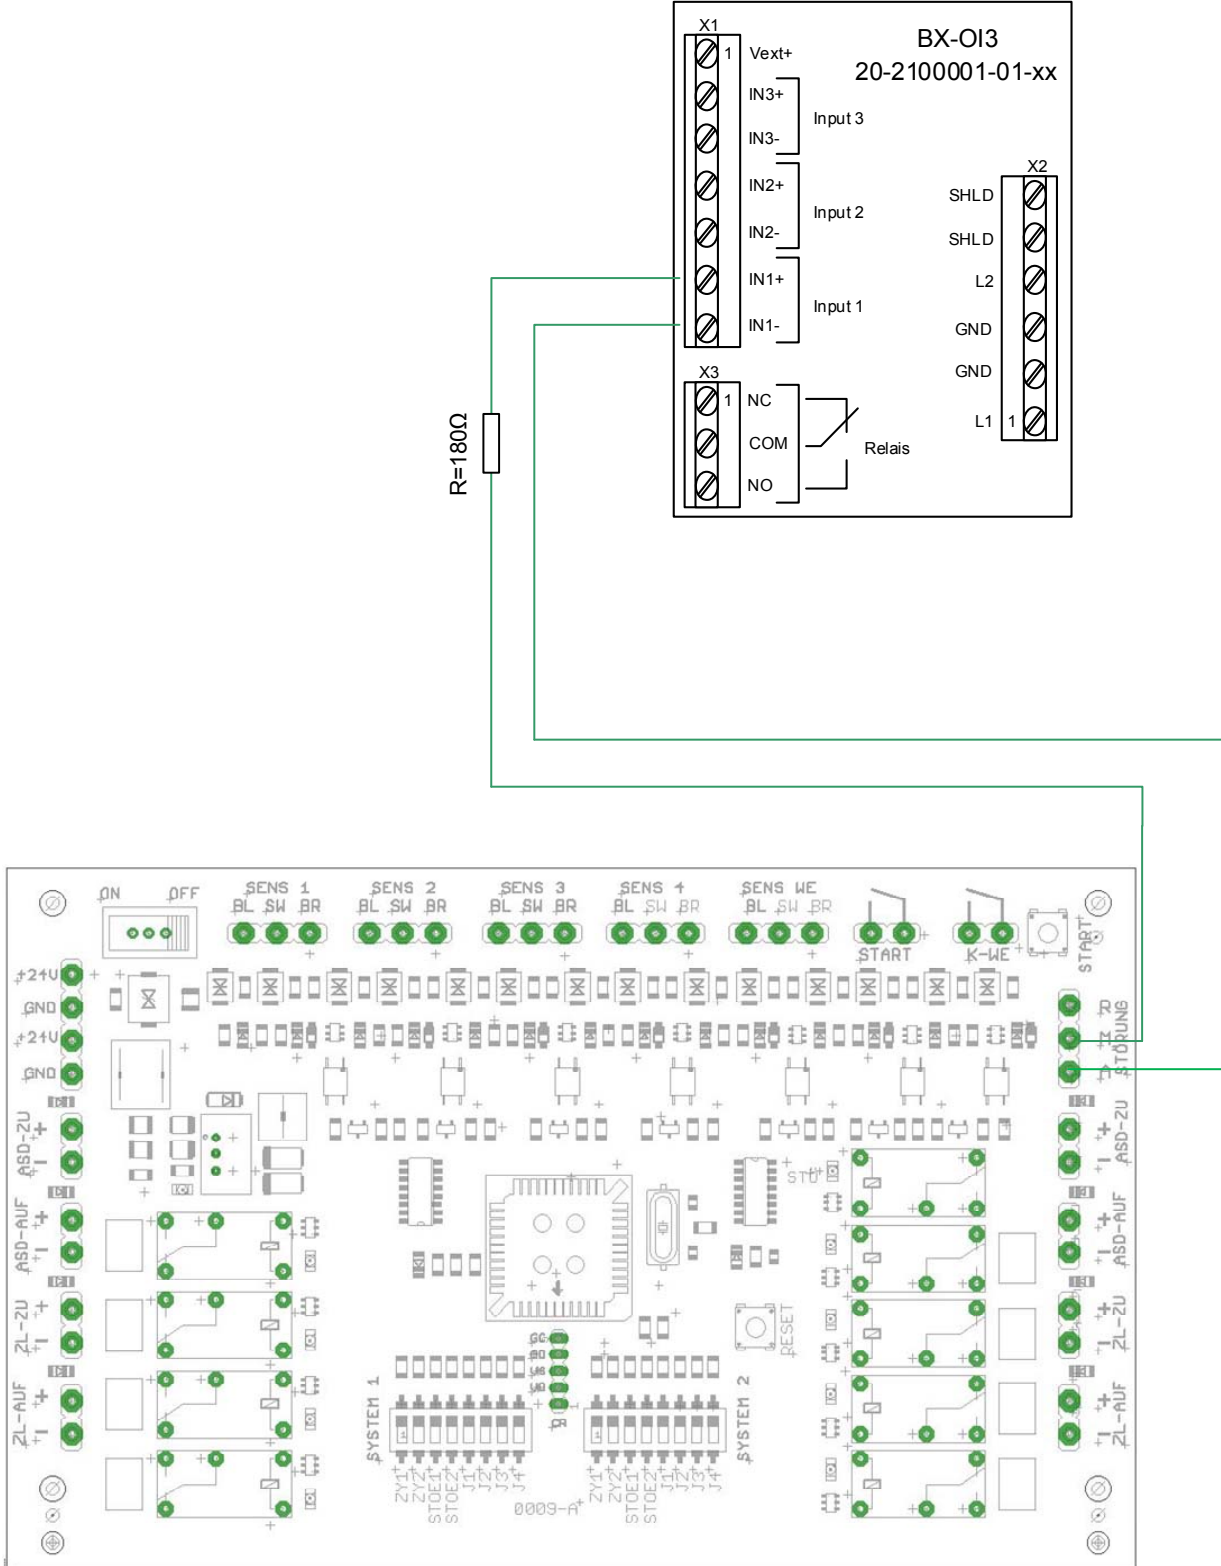 X1
BX-OI3
20-2100001-01-xx
1 Vext+
IN3+
Input 3
IN3-
IN2+
Input 2
IN2-
IN1+
Input 1
IN1-
X2
SHLD
SHLD
L2
GND
GND
L1 1
X3
1 NC
COM
NO
Relais
R=180Ω
ON OFF
SENS 1
BL SW BR
SENS 2
BL SW BR
SENS 3
BL SW BR
SENS 4
BL SW BR
SENS WE
BL SW BR
START
K-WE
START
+24V
GND
+24V
GND
ASD-ZU
+
-
ASD-AUF
+
-
ZL-ZU
+
-
ZL-AUF
+
-
STÖRUNG
ASD-ZU
+
-
ASD-AUF
+
-
ZL-ZU
+
-
ZL-AUF
+
-
RESET
SYSTEM 1
ZY1
ZY2
STOE1
STOE2
J1
J2
J3
J4
SYSTEM 2
ZY1
ZY2
STOE1
STOE2
J1
J2
J3
J4
0009-A